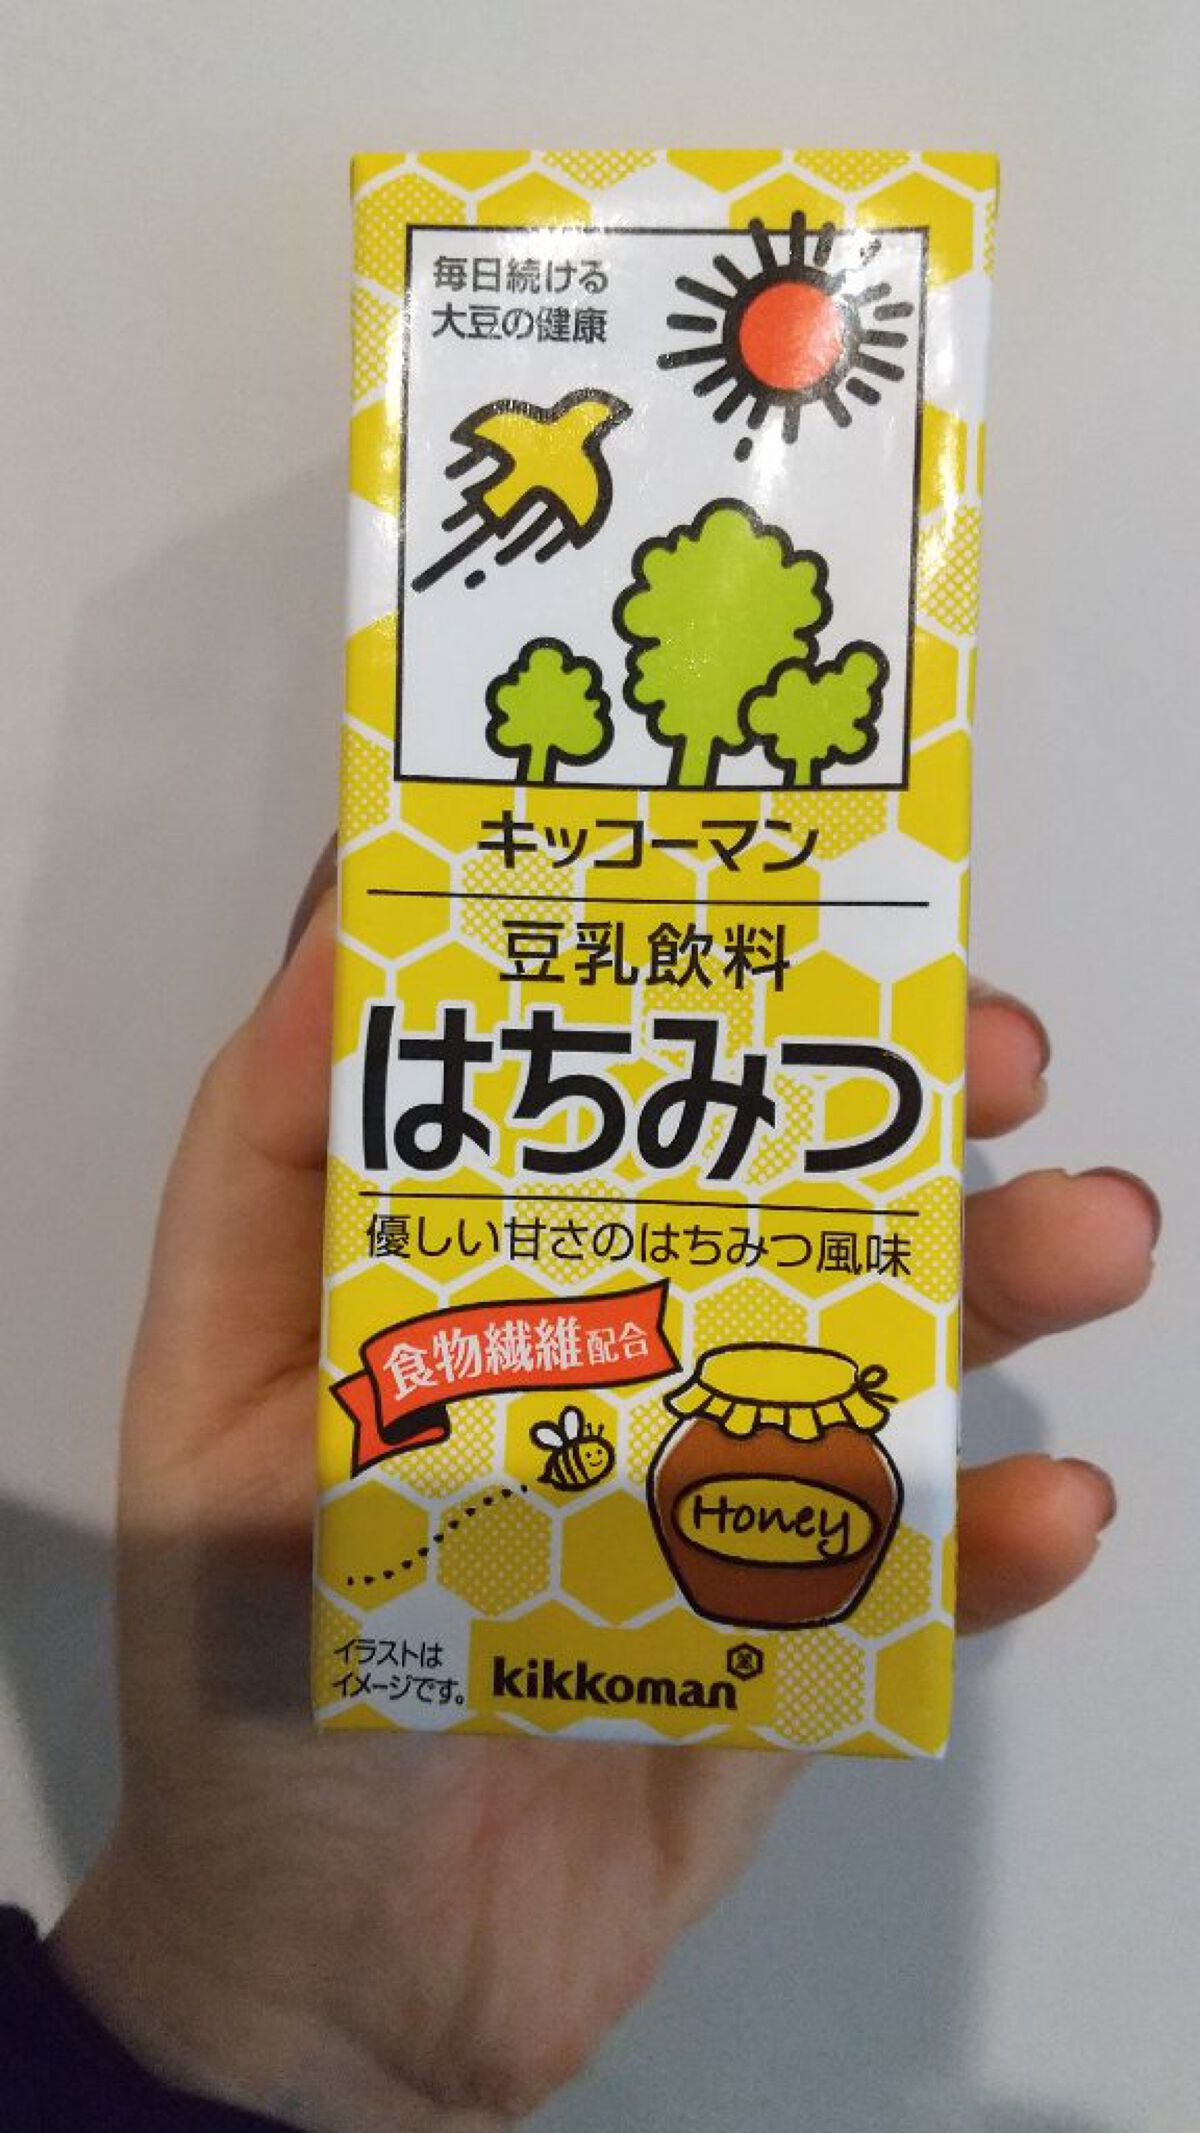 毎日続ける
大豆の健康
キッコーマン
豆乳飲料
はちみつ
優しい甘さのはちみつ風味
食物繊維配合
Honey
イラストは
イメージです。
kikkoman